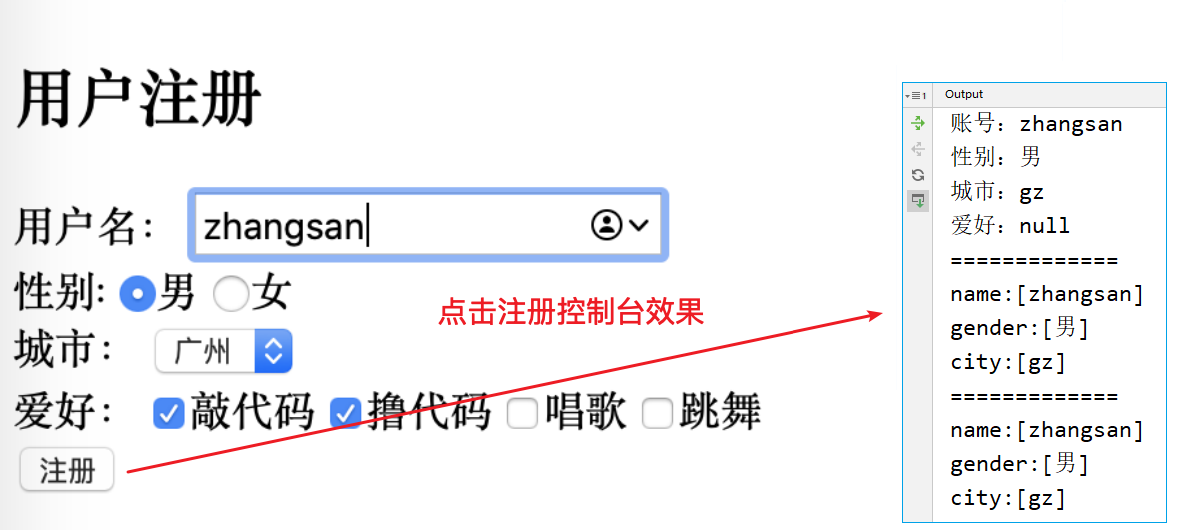 用户注册
用户名： zhangsan
性别: 男 女
城市： 广州
爱好： 敲代码 撸代码 唱歌 跳舞
注册
点击注册控制台效果
1 Output
账号：zhangsan
性别：男
城市：gz
爱好：null
=============
name:[zhangsan]
gender:[男]
city:[gz]
=============
name:[zhangsan]
gender:[男]
city:[gz]